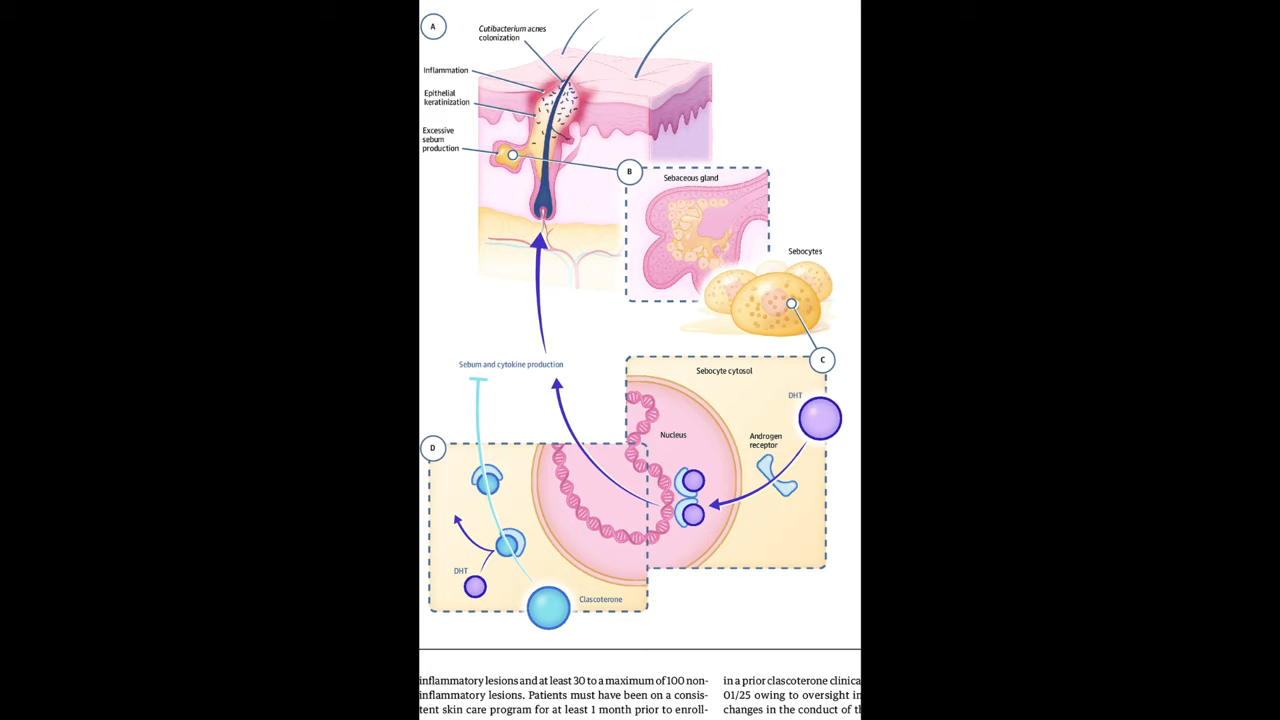 A
Cutibacterium acnes
colonization
Inflammation
Epithelial
keratinization
Excessive
sebum
production
B
Sebaceous gland
Sebocytes
C
Sebum and cytokine production
Sebocyte cytosol
DHT
Nucleus
Androgen
receptor
D
DHT
Clascoterone
inflammatory lesions and at least 30 to a maximum of 100 non-
inflammatory lesions. Patients must have been on a consis-
tent skin care program for at least 1 month prior to enroll-
in a prior clascoterone clinica
01/25 owing to oversight in
changes in the conduct of th